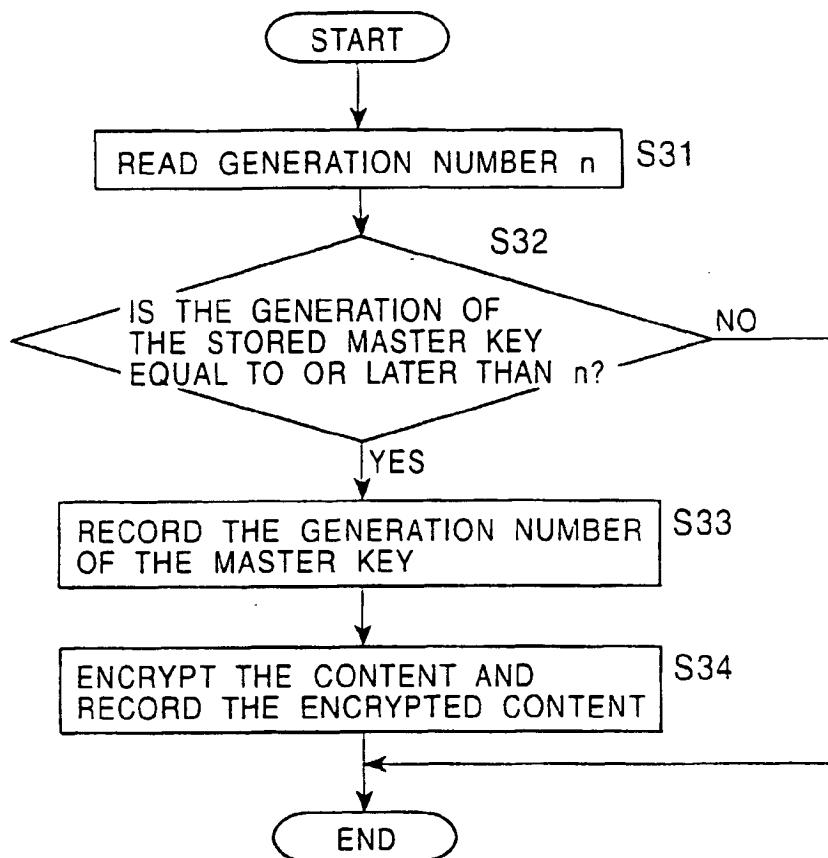 START
READ GENERATION NUMBER n
S31
S32
IS THE GENERATION OF
THE STORED MASTER KEY
EQUAL TO OR LATER THAN n?
NO
YES
RECORD THE GENERATION NUMBER
OF THE MASTER KEY
S33
ENCRYPT THE CONTENT AND
RECORD THE ENCRYPTED CONTENT
S34
END